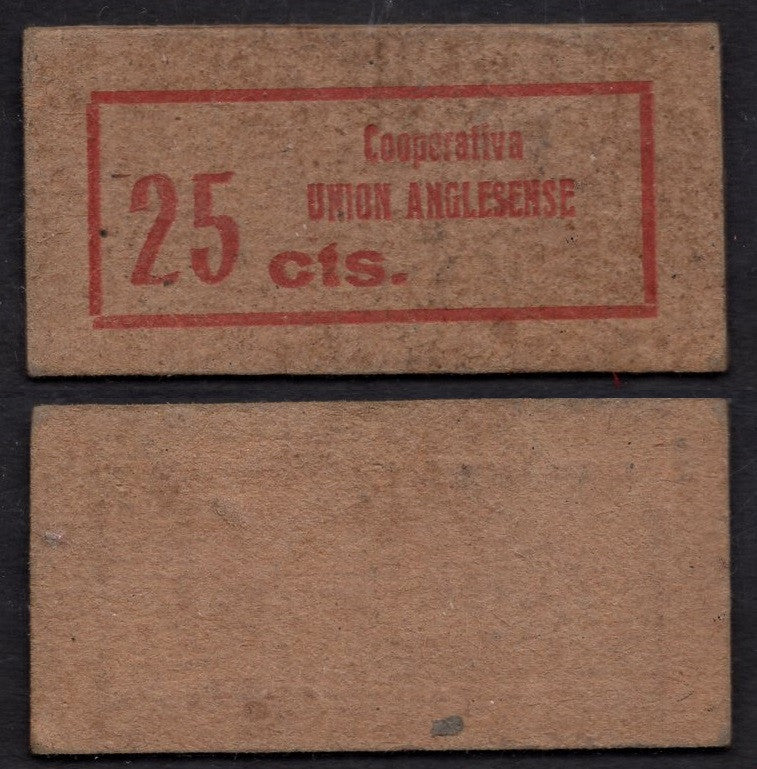 Cooperativa
UNION ANGLESENSE
25 cts.